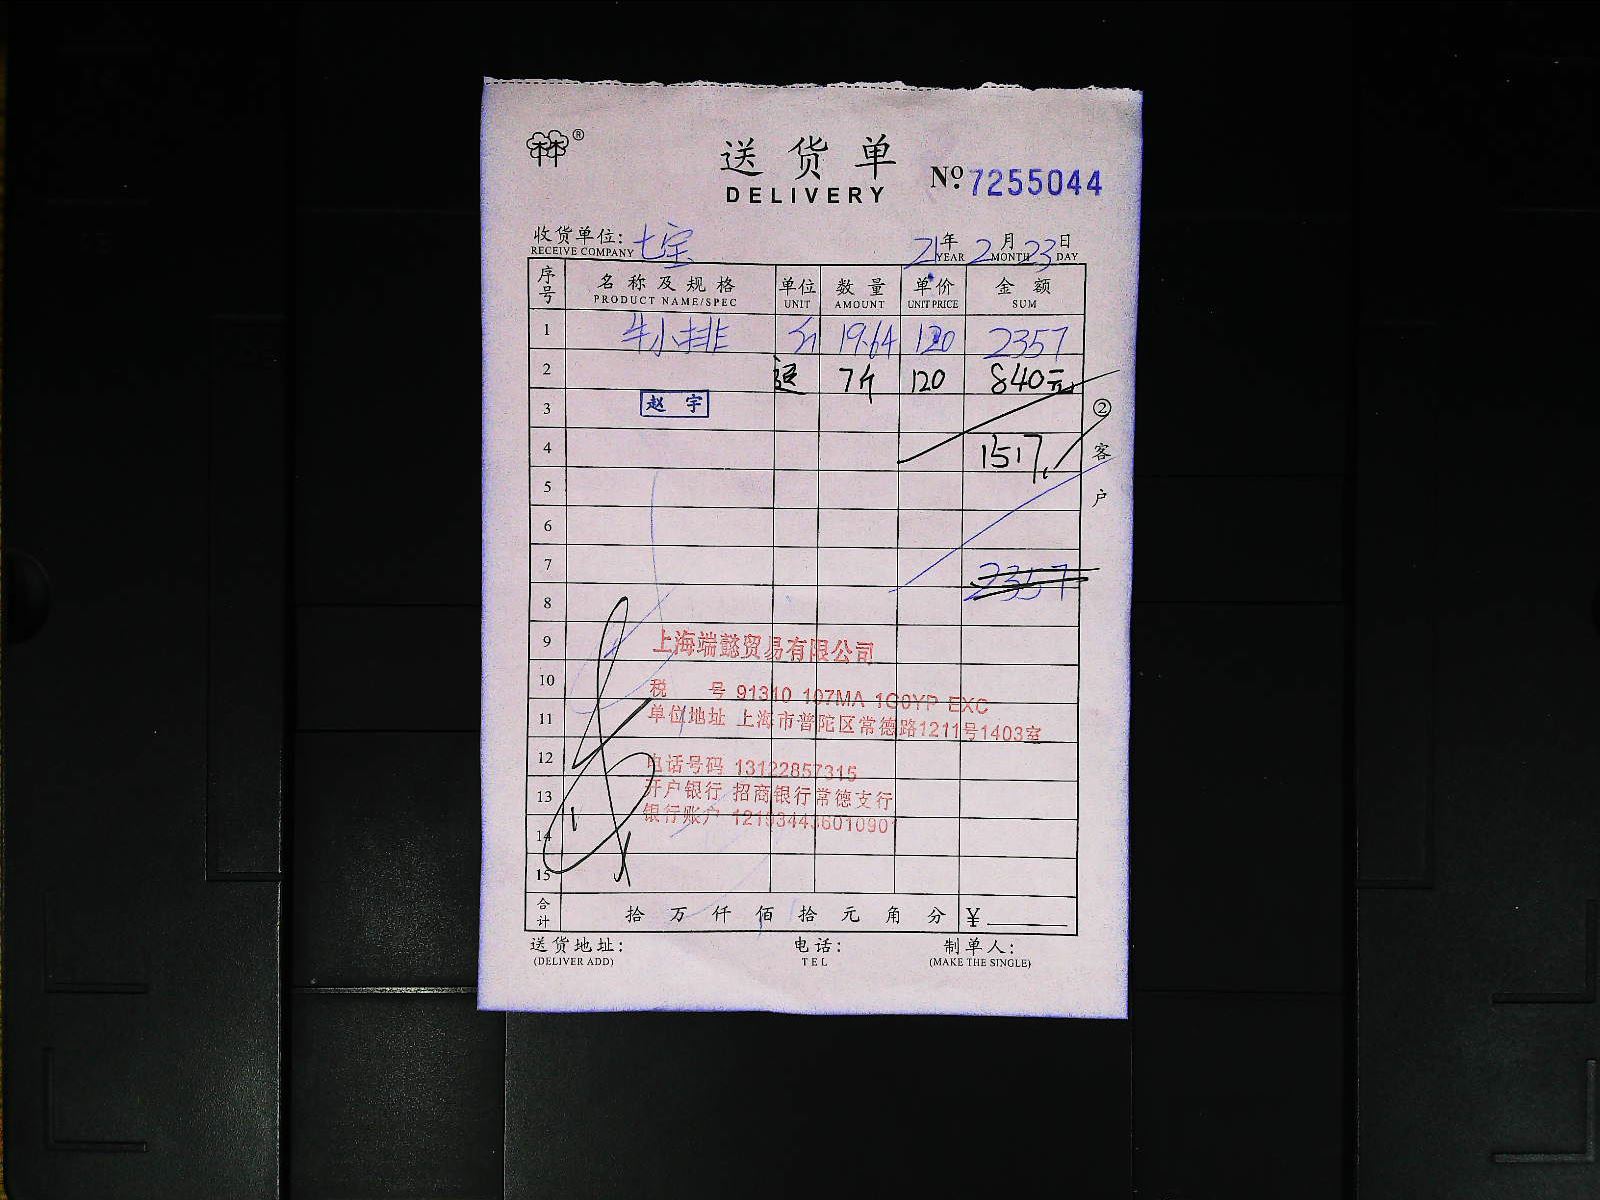 林®
送货单
DELIVERY
Nº 7255044
收货单位: 七宝 21年 2月 23日
RECEIVE COMPANY YEAR MONTH DAY
序号 名称及规格 单位 数量 单价 金额
PRODUCT NAME/SPEC UNIT AMOUNT UNIT PRICE SUM
1 牛小排 斤 19.64 120 2357
2 退 7斤 120 840元
3 赵宇
4 1517
5
6
7 2357
8
9 上海端懿贸易有限公司
10 税号 91310 107MA 1G0YP EXC
11 单位地址 上海市普陀区常德路1211号1403室
12 电话号码 13122857315
13 开户银行 招商银行常德支行
14 银行账户 121934436010901
15
合计 拾万仟佰拾元角分 ¥
送货地址: 电话: 制单人:
(DELIVER ADD) TEL (MAKE THE SINGLE)
②客户